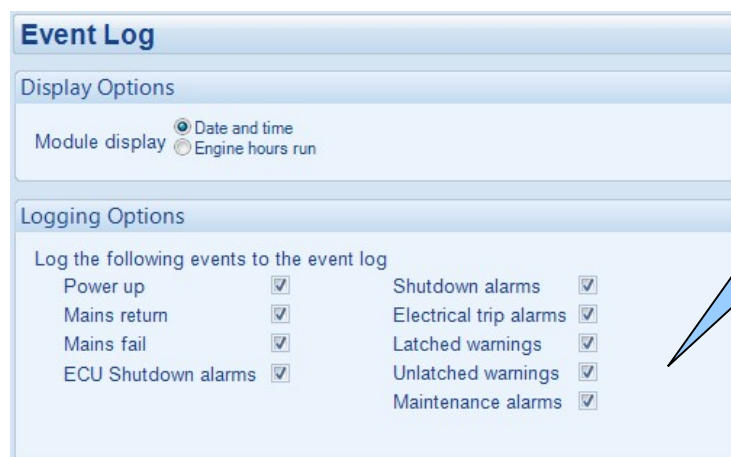 Event Log
Display Options
Module display
Date and time
Engine hours run
Logging Options
Log the following events to the event log
Power up
Shutdown alarms
Mains return
Electrical trip alarms
Mains fail
Latched warnings
ECU Shutdown alarms
Unlatched warnings
Maintenance alarms